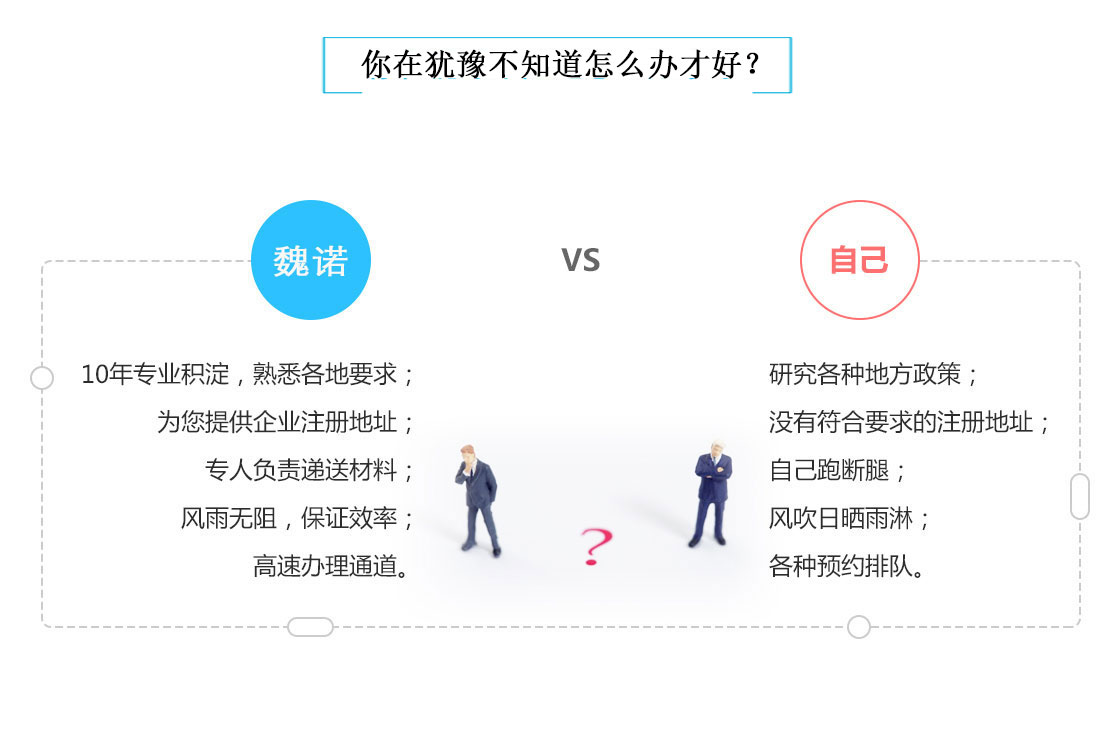 你在犹豫不知道怎么办才好？
魏诺
VS
自己
10年专业积淀，熟悉各地要求；
为您提供企业注册地址；
专人负责递送材料；
风雨无阻，保证效率；
高速办理通道。
研究各种地方政策；
没有符合要求的注册地址；
自己跑断腿；
风吹日晒雨淋；
各种预约排队。
?